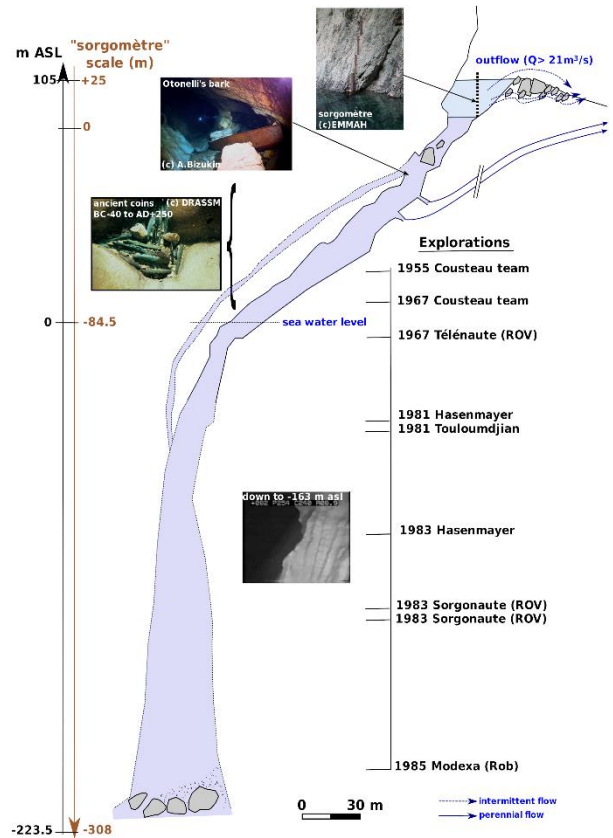 "sorgomètre"
scale (m)
m ASL
105
+25
0
Otonelli's bark
(c) A.Bizukin
sorgomètre
(c)EMMAH
outflow (Q> 21m³/s)
ancient coins (c) DRASSM
BC-40 to AD+250
0
-84.5
sea water level
Explorations
1955 Cousteau team
1967 Cousteau team
1967 Télénaute (ROV)
1981 Hasenmayer
1981 Touloumdjian
down to -163 m asl
1983 Hasenmayer
1983 Sorgonaute (ROV)
1983 Sorgonaute (ROV)
1985 Modexa (Rob)
0 30 m
intermittent flow
perennial flow
-223.5
-308